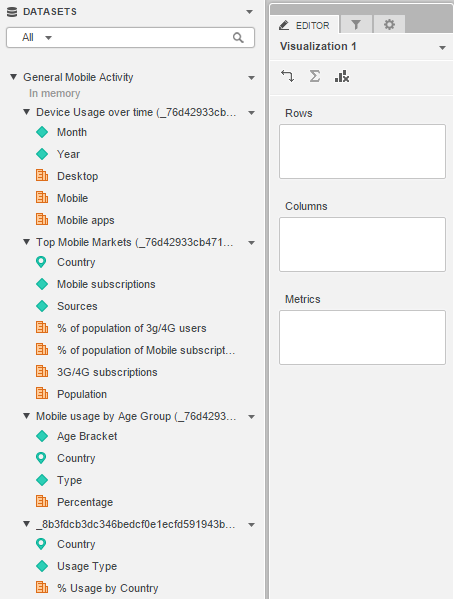 DATASETS
All
General Mobile Activity
In memory
Device Usage over time (_76d42933cb...
Month
Year
Desktop
Mobile
Mobile apps
Top Mobile Markets (_76d42933cb471...
Country
Mobile subscriptions
Sources
% of population of 3g/4G users
% of population of Mobile subscript...
3G/4G subscriptions
Population
Mobile usage by Age Group (_76d4293...
Age Bracket
Country
Type
Percentage
_8b3fdcb3dc346bedcf0e1ecfd591943b...
Country
Usage Type
% Usage by Country
EDITOR
Visualization 1
Rows
Columns
Metrics